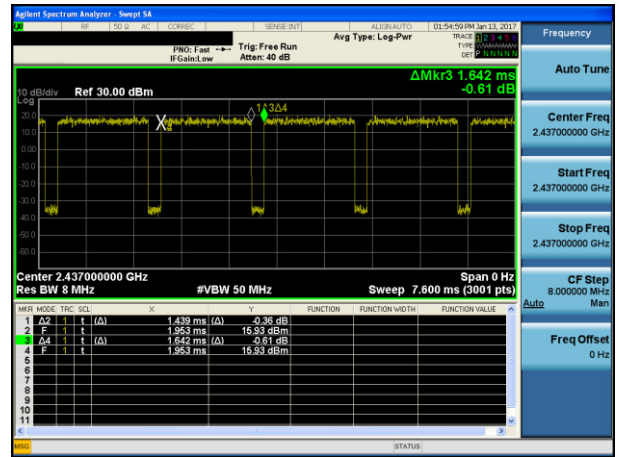 Agilent Spectrum Analyzer - Swept SA
RF 50 Ω AC CORREC SENSE:INT ALIGNAUTO 01:54:59 PM Jan 13, 2017
Avg Type: Log-Pwr
TRACE 1 2 3 4 5 6
PNO: Fast Trig: Free Run
TYPE
IFGain:Low Atten: 40 dB
DET P N N N N N
Frequency
ΔMkr3 1.642 ms
-0.61 dB
10 dB/div Ref 30.00 dBm
Log
20.0
10.0
0.00
-10.0
-20.0
-30.0
-40.0
-50.0
-60.0
1Δ3Δ4
Center 2.437000000 GHz Span 0 Hz
Res BW 8 MHz #VBW 50 MHz Sweep 7.600 ms (3001 pts)
MKR MODE TRC SCL X Y FUNCTION FUNCTION WIDTH FUNCTION VALUE
1 Δ2 1 t (Δ) 1.439 ms (Δ) -0.36 dB
2 F 1 t 1.953 ms 15.93 dBm
3 Δ4 1 t (Δ) 1.642 ms (Δ) -0.61 dB
4 F 1 t 1.953 ms 15.93 dBm
5
6
7
8
9
10
11
MSG STATUS
Auto Tune
Center Freq
2.437000000 GHz
Start Freq
2.437000000 GHz
Stop Freq
2.437000000 GHz
CF Step
8.000000 MHz
Auto Man
Freq Offset
0 Hz